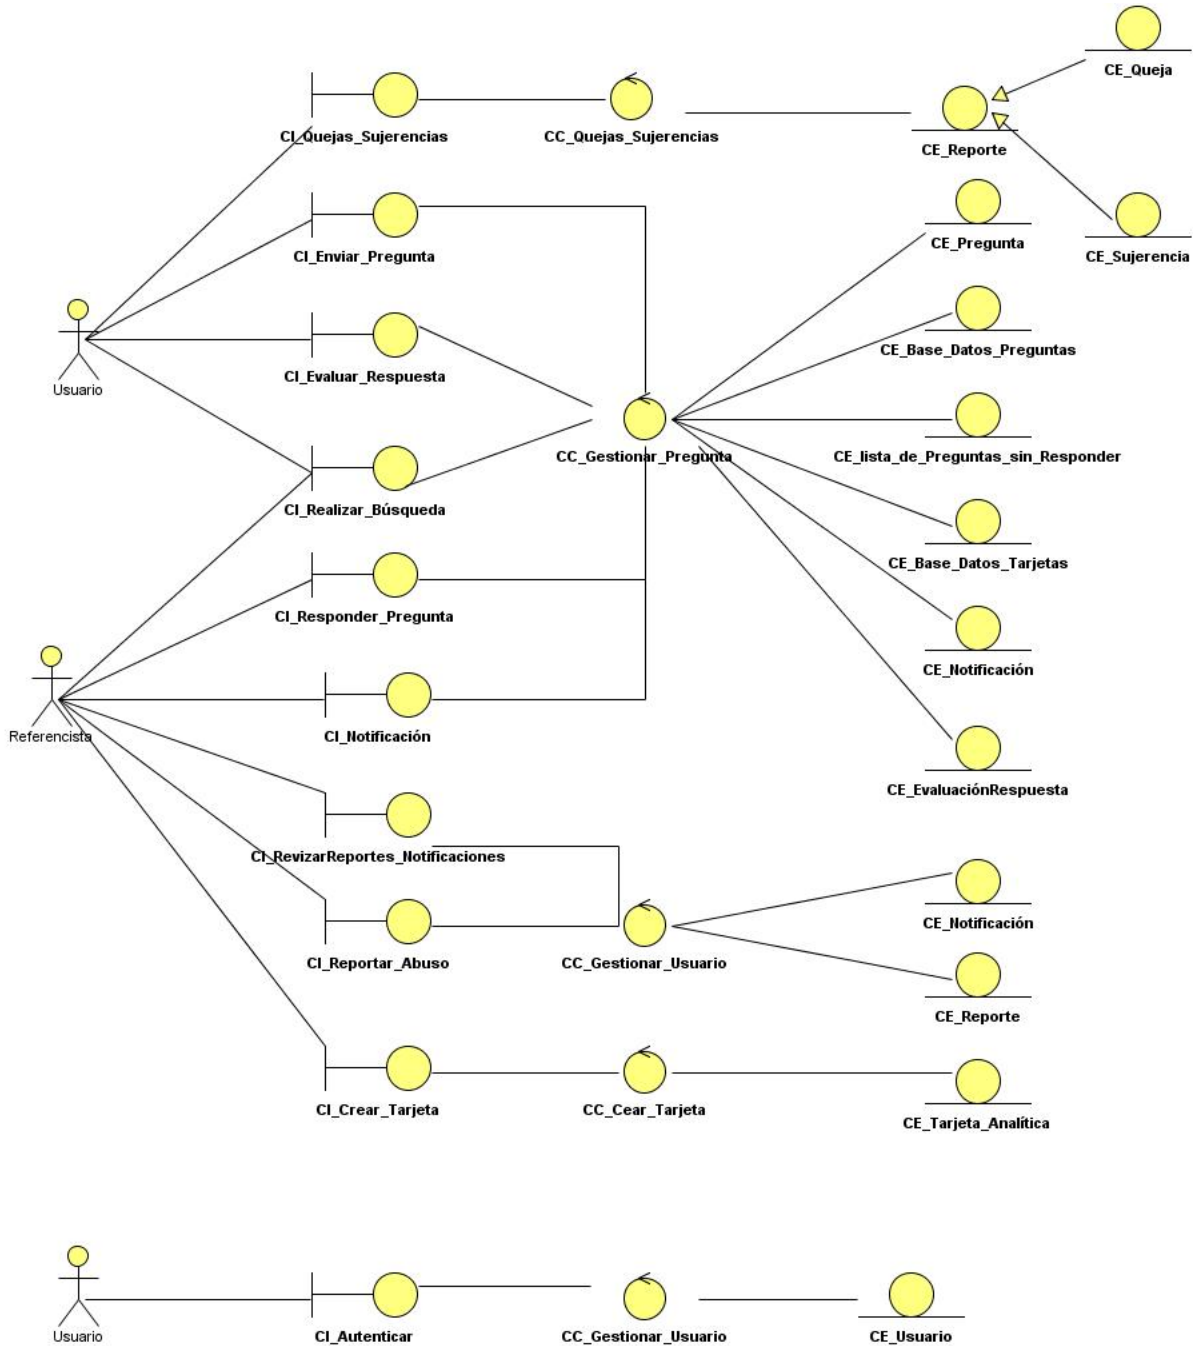 CE_Queja
CI_Quejas_Sujerencias
CC_Quejas_Sujerencias
CE_Reporte
CE_Pregunta
CE_Sujerencia
CI_Enviar_Pregunta
CE_Base_Datos_Preguntas
CI_Evaluar_Respuesta
Usuario
CC_Gestionar_Pregunta
CE_lista_de_Preguntas_sin_Responder
CI_Realizar_Búsqueda
CE_Base_Datos_Tarjetas
CI_Responder_Pregunta
CE_Notificación
Referencista
CI_Notificación
CE_EvaluaciónRespuesta
CI_RevizarReportes_Notificaciones
CE_Notificación
CI_Reportar_Abuso
CC_Gestionar_Usuario
CE_Reporte
CI_Crear_Tarjeta
CC_Cear_Tarjeta
CE_Tarjeta_Analítica
Usuario
CI_Autenticar
CC_Gestionar_Usuario
CE_Usuario